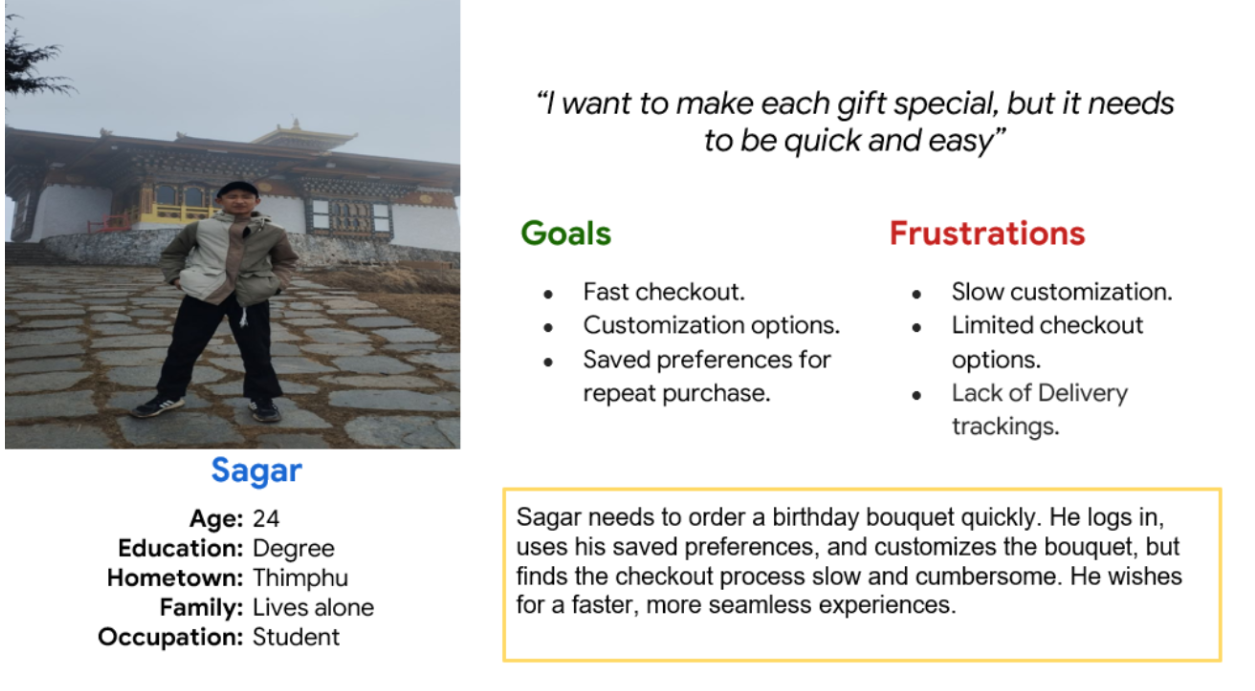 “I want to make each gift special, but it needs
to be quick and easy”
Goals
● Fast checkout.
● Customization options.
● Saved preferences for
repeat purchase.
Frustrations
● Slow customization.
● Limited checkout
options.
● Lack of Delivery
trackings.
Sagar
Age: 24
Education: Degree
Hometown: Thimphu
Family: Lives alone
Occupation: Student
Sagar needs to order a birthday bouquet quickly. He logs in,
uses his saved preferences, and customizes the bouquet, but
finds the checkout process slow and cumbersome. He wishes
for a faster, more seamless experiences.